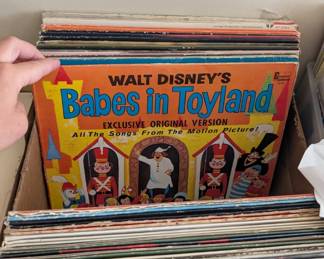 WALT DISNEY'S
Babes in Toyland
EXCLUSIVE ORIGINAL VERSION
All The Songs From The Motion Picture!